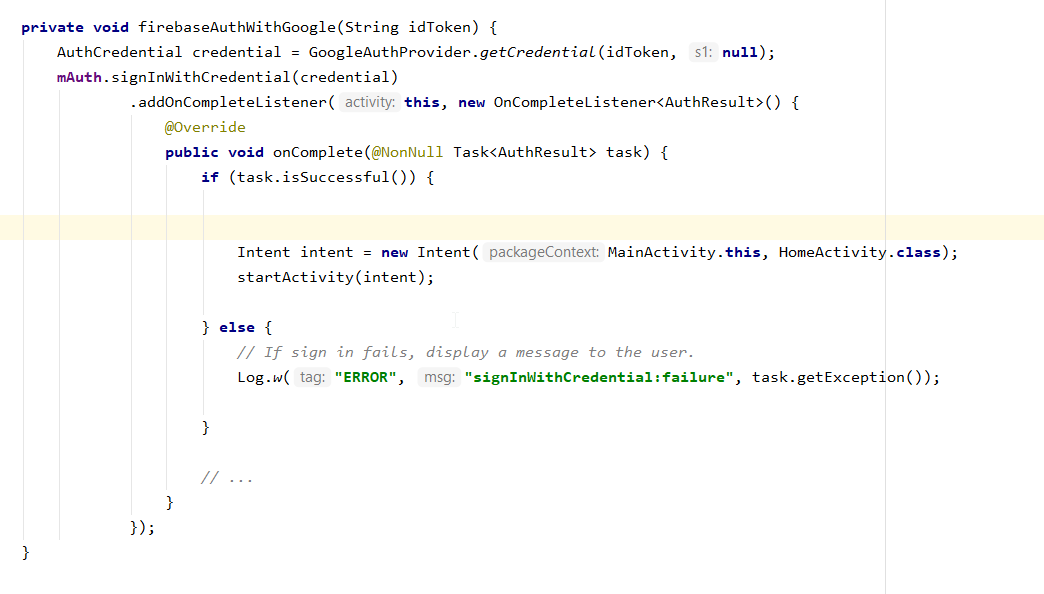 private void firebaseAuthWithGoogle(String idToken) {
AuthCredential credential = GoogleAuthProvider.getCredential(idToken, s1: null);
mAuth.signInWithCredential(credential)
.addOnCompleteListener( activity: this, new OnCompleteListener<AuthResult>() {
@Override
public void onComplete(@NonNull Task<AuthResult> task) {
if (task.isSuccessful()) {
Intent intent = new Intent( packageContext: MainActivity.this, HomeActivity.class);
startActivity(intent);
} else {
// If sign in fails, display a message to the user.
Log.w( tag: "ERROR", msg: "signInWithCredential:failure", task.getException());
}
// ...
}
});
}